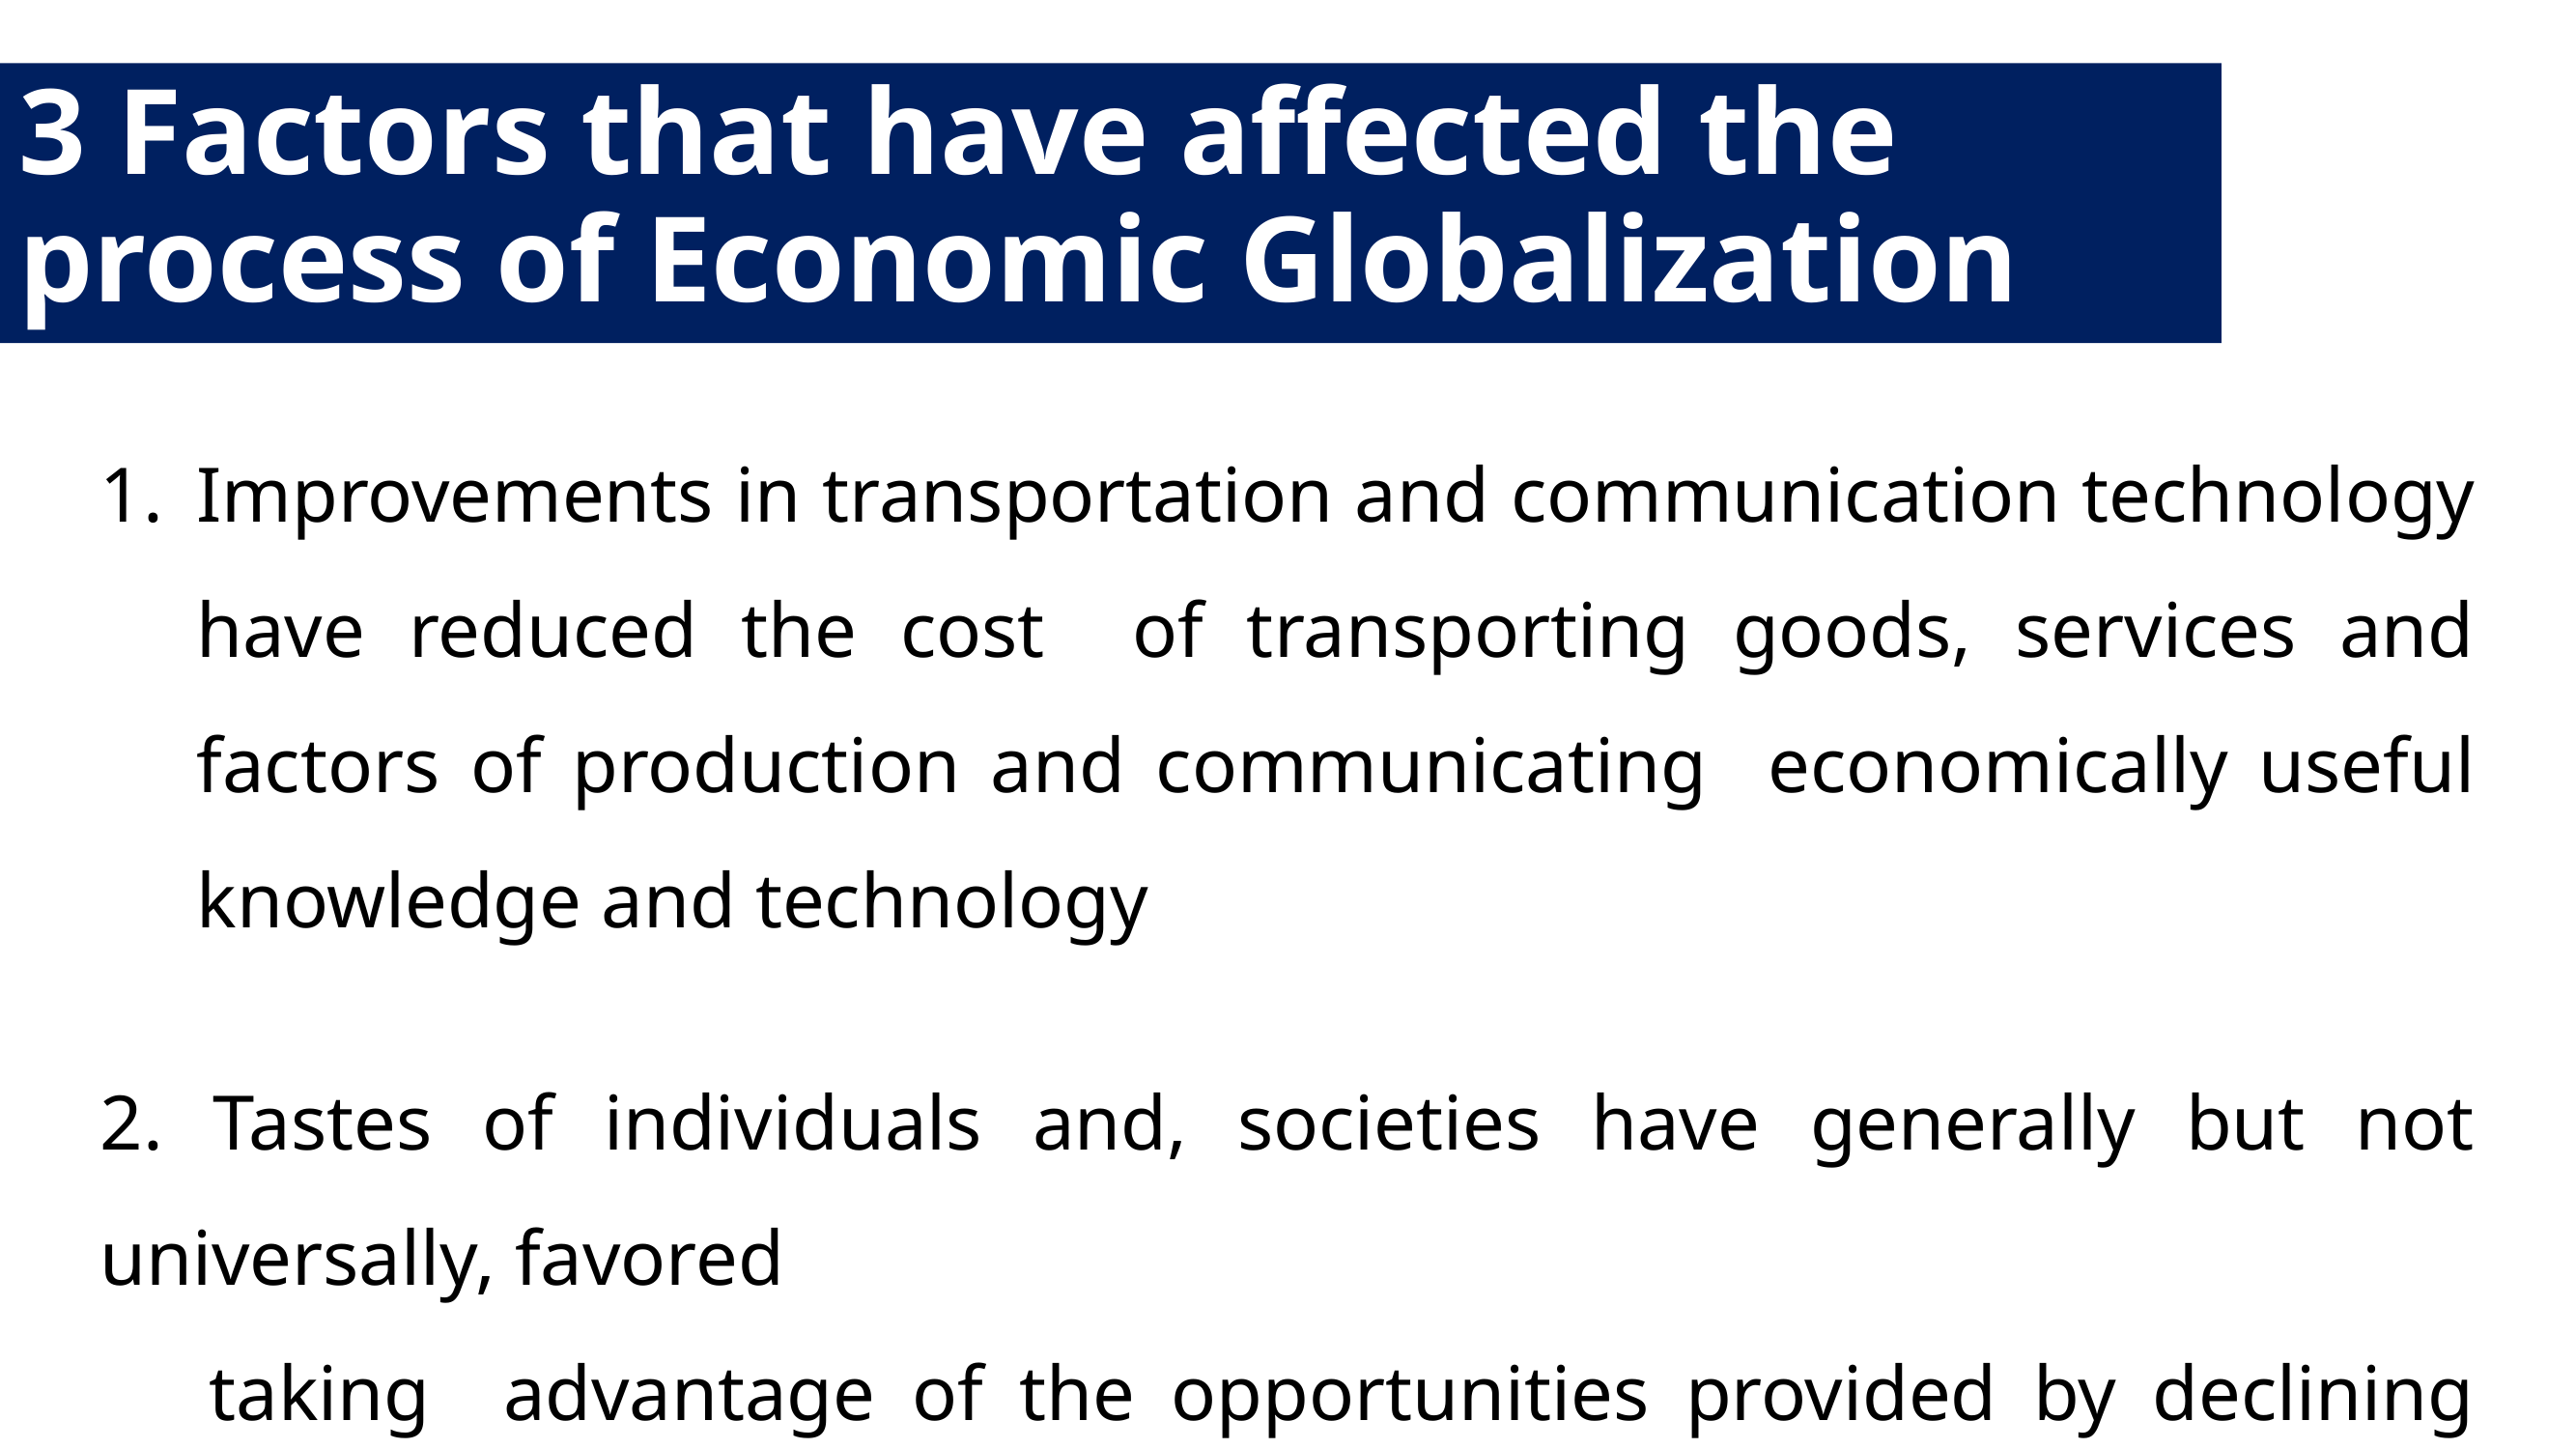 3 Factors that have affected the
process of Economic Globalization
1. Improvements in transportation and communication technology
have reduced the cost of transporting goods, services and
factors of production and communicating economically useful
knowledge and technology
2. Tastes of individuals and, societies have generally but not
universally, favored
taking advantage of the opportunities provided by declining